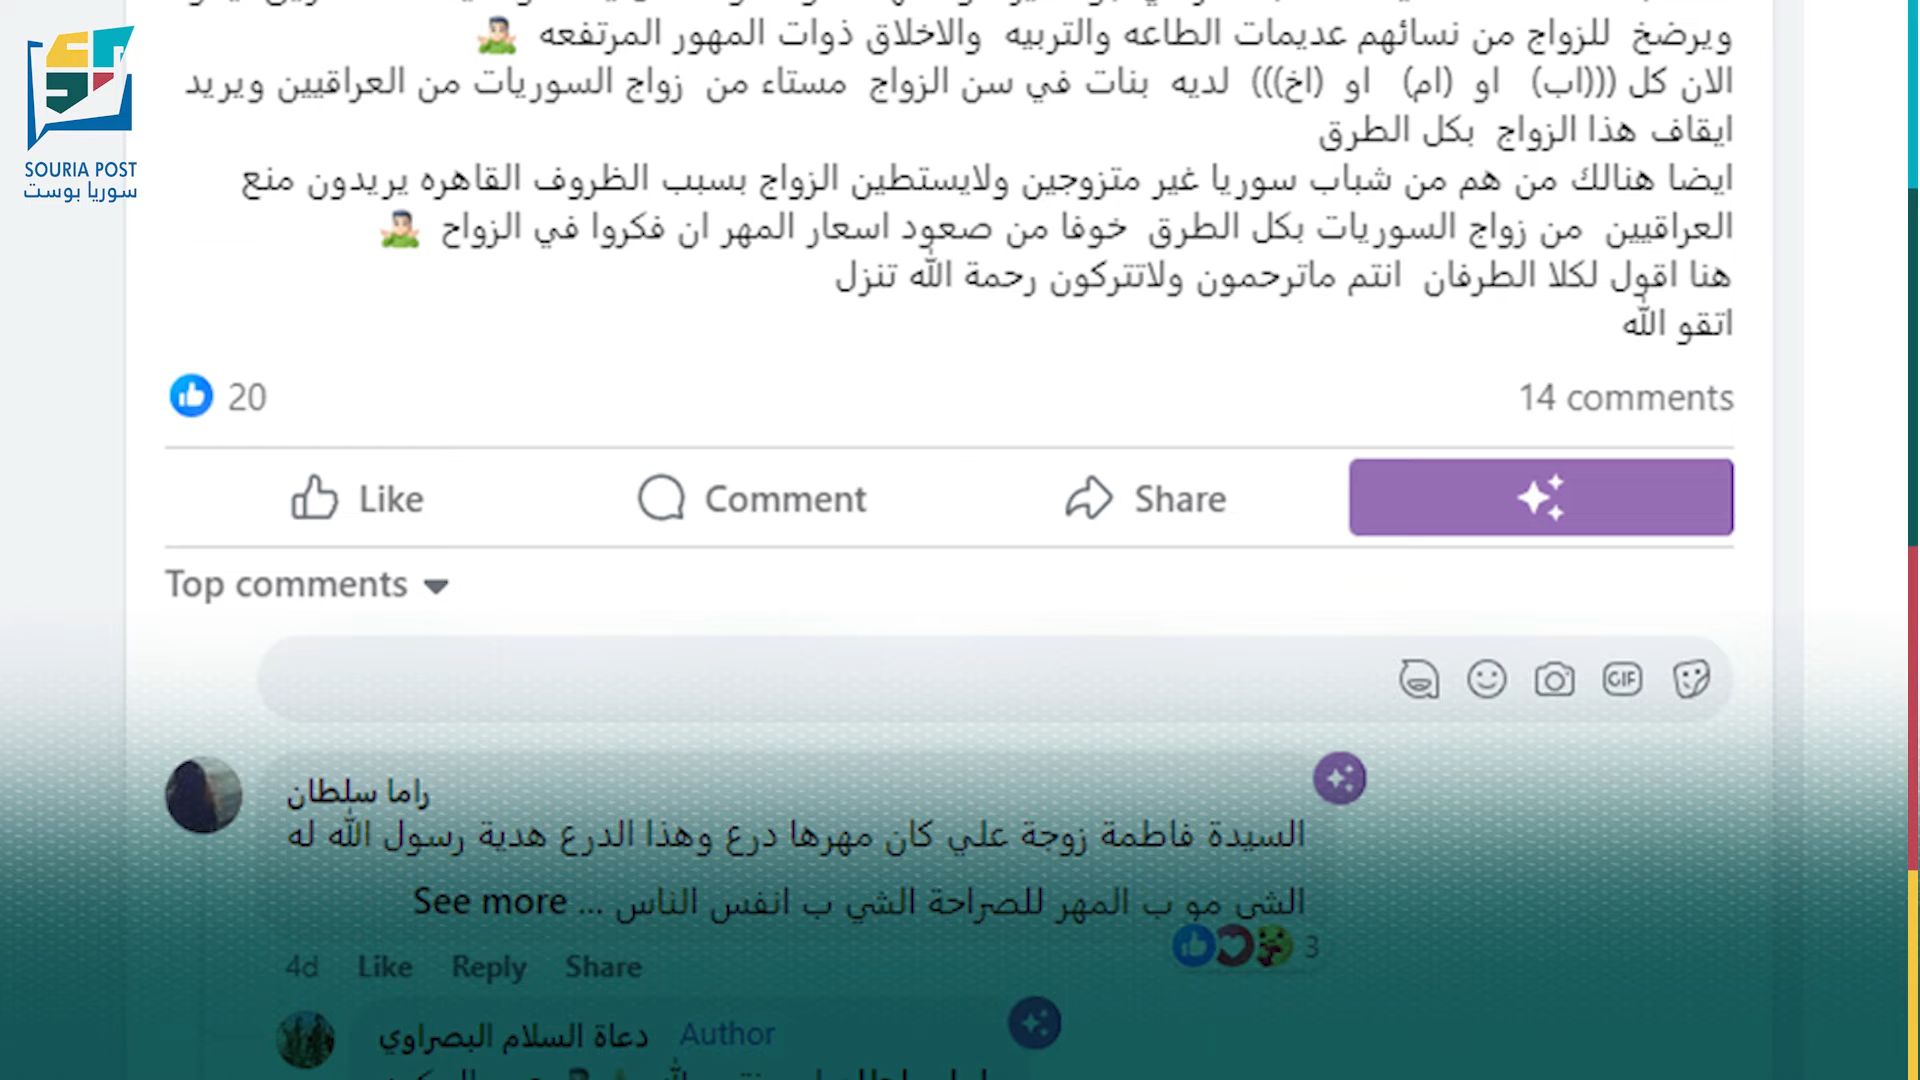 ويرضخ للزواج من نسائهم عديمات الطاعه والتربيه والاخلاق ذوات المهور المرتفعه
الان كل (((اب) او (ام) او (اخ))) لديه بنات في سن الزواج مستاء من زواج السوريات من العراقيين ويريد
ايقاف هذا الزواج بكل الطرق
ايضا هنالك من هم من شباب سوريا غير متزوجين ولايستطين الزواج بسبب الظروف القاهره يريدون منع
العراقيين من زواج السوريات بكل الطرق خوفا من صعود اسعار المهر ان فكروا في الزواج
هنا اقول لكلا الطرفان انتم ماترحمون ولاتتركون رحمة الله تنزل
اتقو الله
SOURIA POST
سوريا بوست
20
14 comments
Like Comment Share
Top comments
GIF
راما سلطان
السيدة فاطمة زوجة علي كان مهرها درع وهذا الدرع هدية رسول الله له
الشي مو ب المهر للصراحة الشي ب انفس الناس ... See more
3
4d Like Reply Share
دعاة السلام البصراوي Author